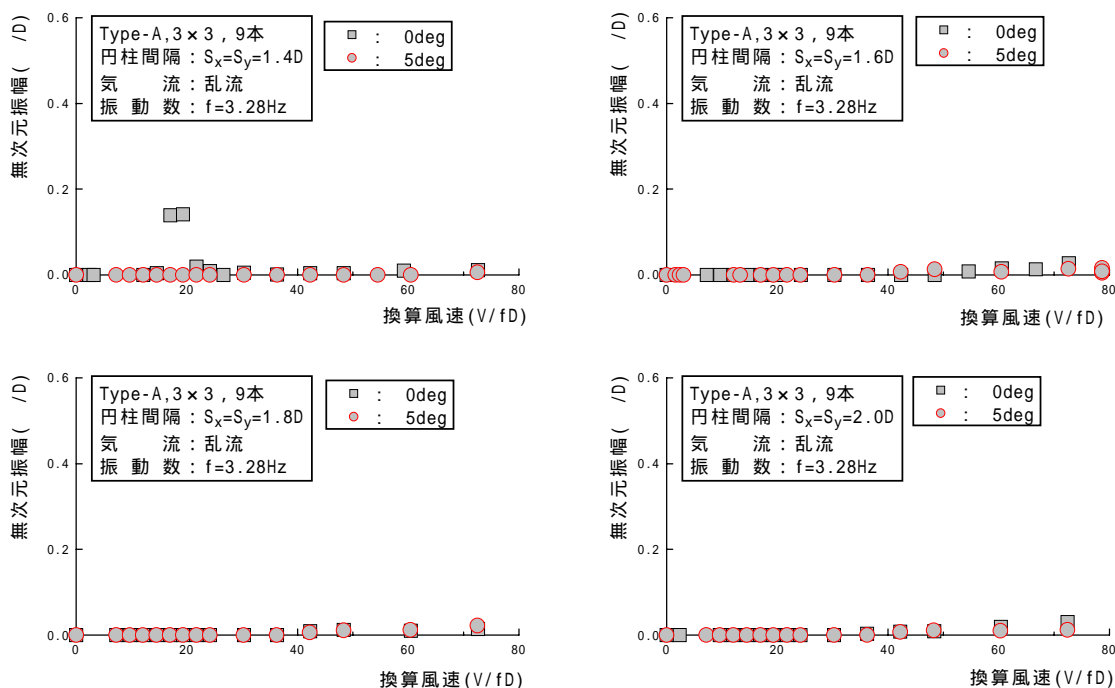 0.6
0.4
0.2
0.0
無次元振幅( /D)
Type-A,3×3,9本
円柱間隔:Sx=Sy=1.4D
気 流:乱流
振動数:f=3.28Hz
: 0deg
: 5deg
0
20
40
60
80
換算風速(V/fD)
0.6
0.4
0.2
0.0
無次元振幅( /D)
Type-A,3×3,9本
円柱間隔:Sx=Sy=1.6D
気 流:乱流
振動数:f=3.28Hz
: 0deg
: 5deg
0
20
40
60
80
換算風速(V/fD)
0.6
0.4
0.2
0.0
無次元振幅( /D)
Type-A,3×3,9本
円柱間隔:Sx=Sy=1.8D
気 流:乱流
振動数:f=3.28Hz
: 0deg
: 5deg
0
20
40
60
80
換算風速(V/fD)
0.6
0.4
0.2
0.0
無次元振幅( /D)
Type-A,3×3,9本
円柱間隔:Sx=Sy=2.0D
気 流:乱流
振動数:f=3.28Hz
: 0deg
: 5deg
0
20
40
60
80
換算風速(V/fD)